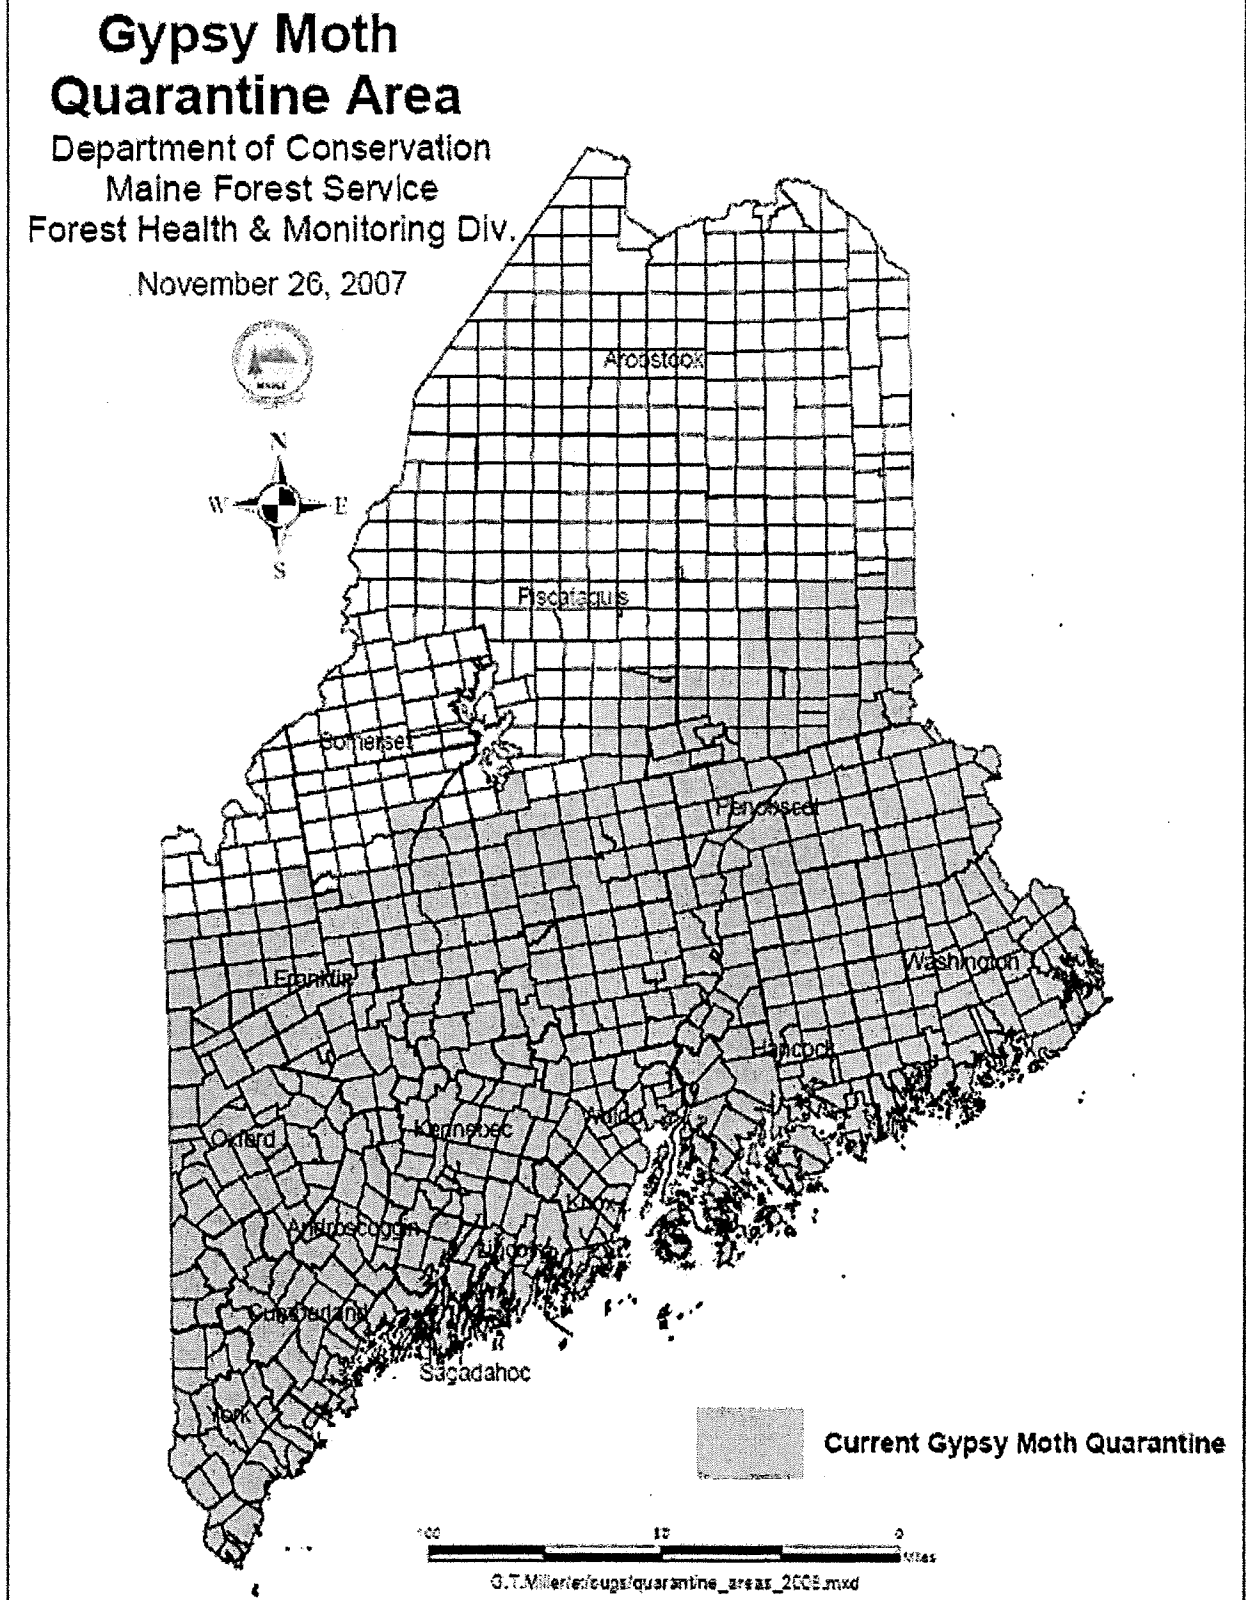 Gypsy Moth
Quarantine Area
Department of Conservation
Maine Forest Service
Forest Health & Monitoring Div.
November 26, 2007
MAINE
N
W E
S
Aroostook
Piscataquis
Somerset
Penobscot
Washington
Franklin
Hancock
Waldo
Kennebec
Oxford
Knox
Androscoggin
Lincoln
Cumberland
Sagadahoc
York
Current Gypsy Moth Quarantine
0
Miles